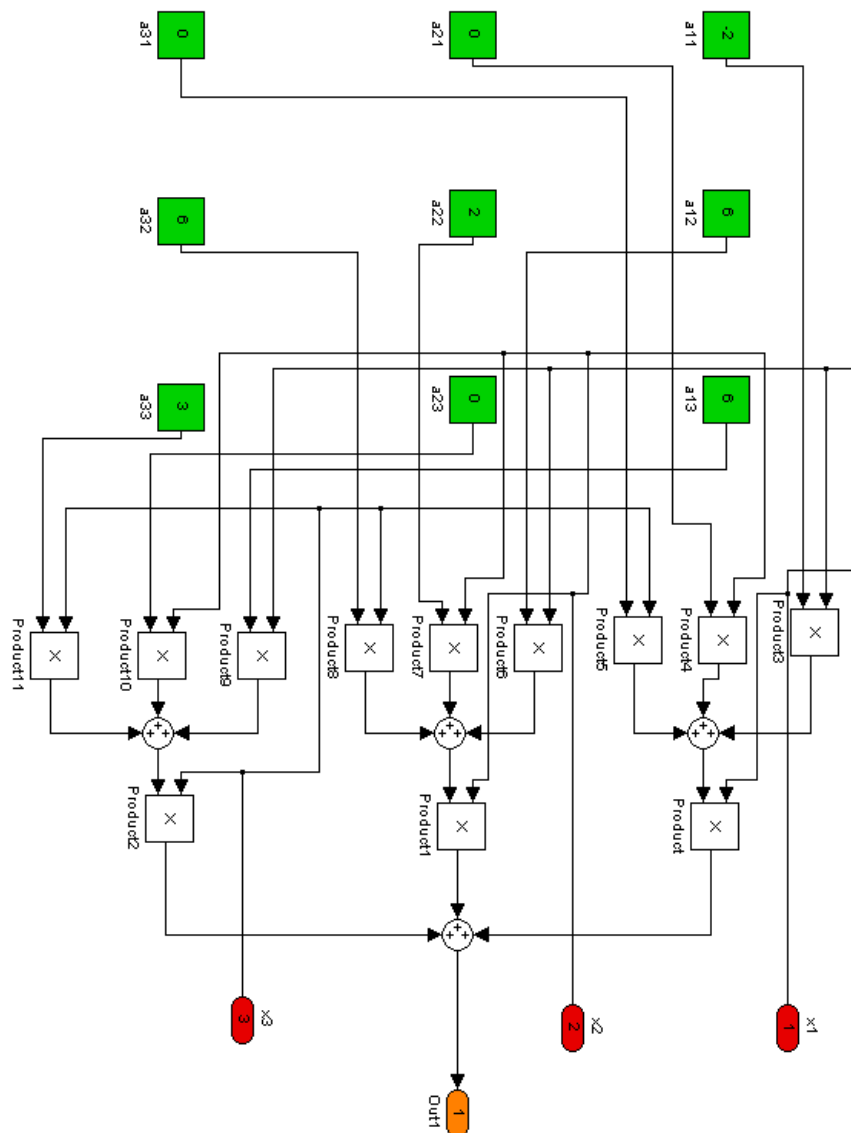 -2
a11
6
a12
6
a13
Product3
x1
1
Product4
Product
Product5
Product6
x2
2
0
a21
2
a22
0
a23
Product7
Product1
1
Out1
Product8
Product9
x3
3
0
a31
6
a32
3
a33
Product10
Product2
Product11